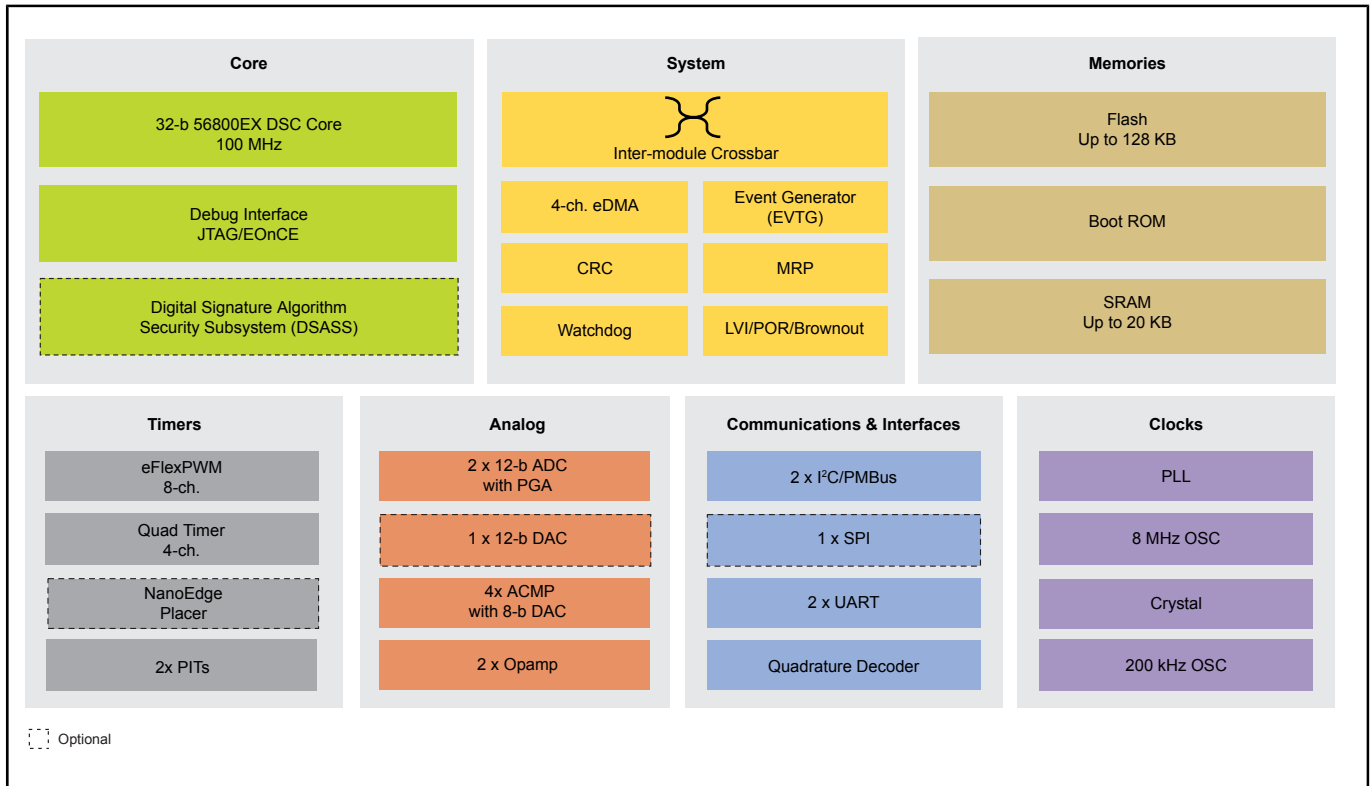 Core
32-b 56800EX DSC Core
100 MHz
Debug Interface
JTAG/EOnCE
Digital Signature Algorithm
Security Subsystem (DSASS)
System
Inter-module Crossbar
4-ch. eDMA
Event Generator
(EVTG)
CRC
MRP
Watchdog
LVI/POR/Brownout
Memories
Flash
Up to 128 KB
Boot ROM
SRAM
Up to 20 KB
Timers
eFlexPWM
8-ch.
Quad Timer
4-ch.
NanoEdge
Placer
2x PITs
Analog
2 x 12-b ADC
with PGA
1 x 12-b DAC
4x ACMP
with 8-b DAC
2 x Opamp
Communications & Interfaces
2 x I²C/PMBus
1 x SPI
2 x UART
Quadrature Decoder
Clocks
PLL
8 MHz OSC
Crystal
200 kHz OSC
Optional